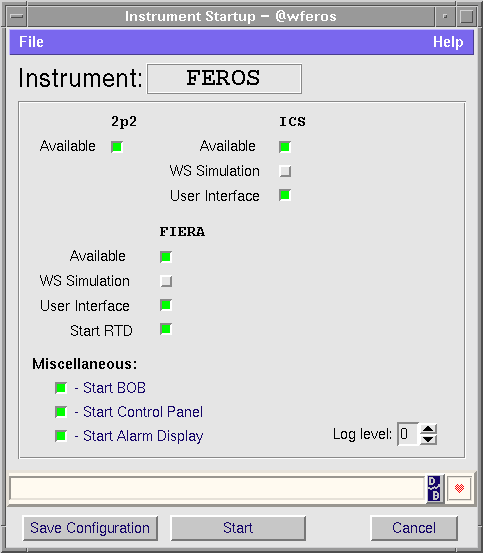 Instrument Startup – @wferos
File Help
Instrument: FEROS
2p2 ICS
Available Available
WS Simulation
User Interface
FIERA
Available
WS Simulation
User Interface
Start RTD
Miscellaneous:
- Start BOB
- Start Control Panel
- Start Alarm Display Log level: 0
D
B
Save Configuration Start Cancel